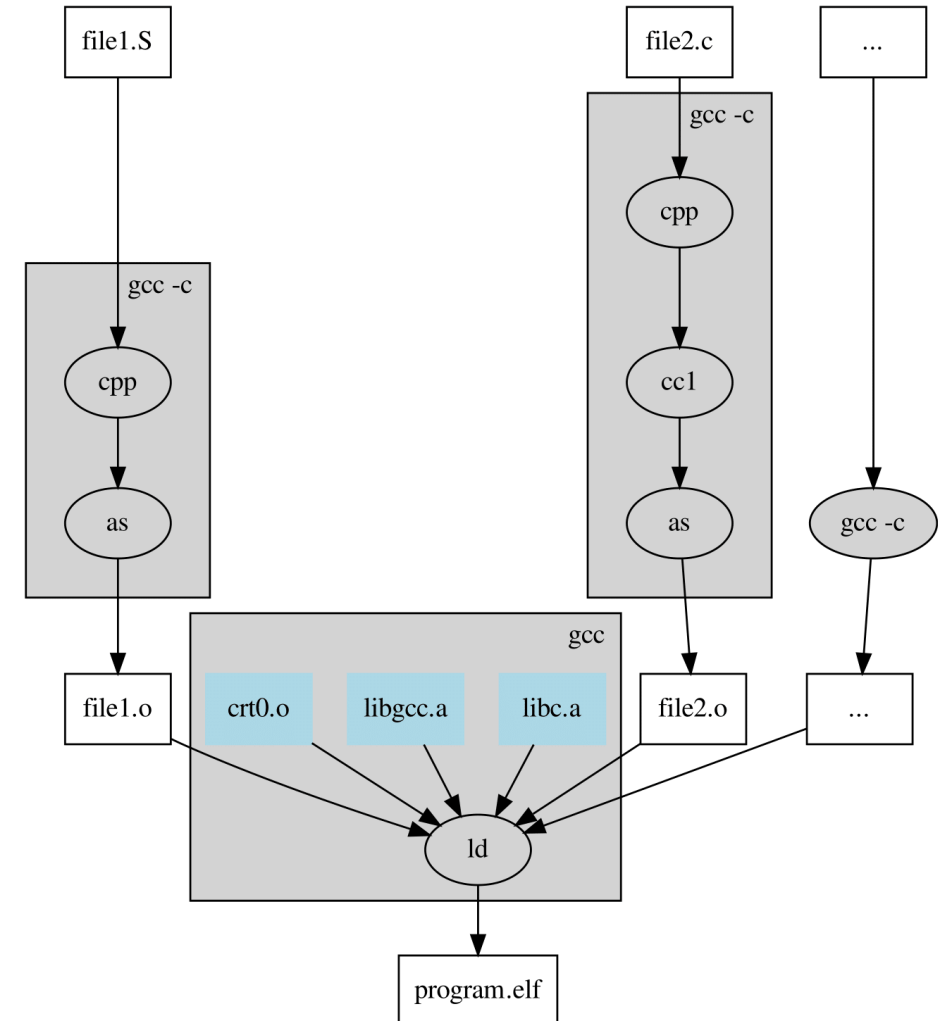 file1.S
file2.c
...
gcc -c
cpp
gcc -c
cpp
cc1
as
as
gcc -c
gcc
file1.o
crt0.o
libgcc.a
libc.a
file2.o
...
ld
program.elf